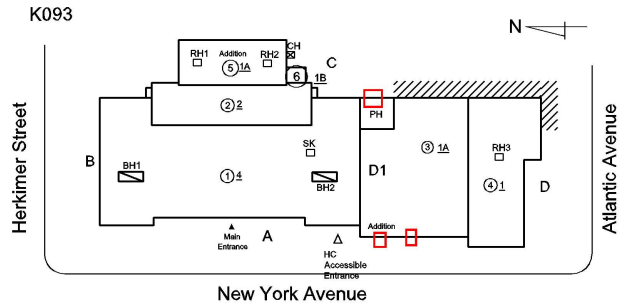 K093
N
RH1
Addition
RH2
CH
5 1A
6
1B
C
2 2
PH
SK
3 1A
RH3
B
BH1
1 4
BH2
D1
4 1
D
Addition
Main
Entrance
A
HC
Accessible
Entrance
Herkimer Street
Atlantic Avenue
New York Avenue